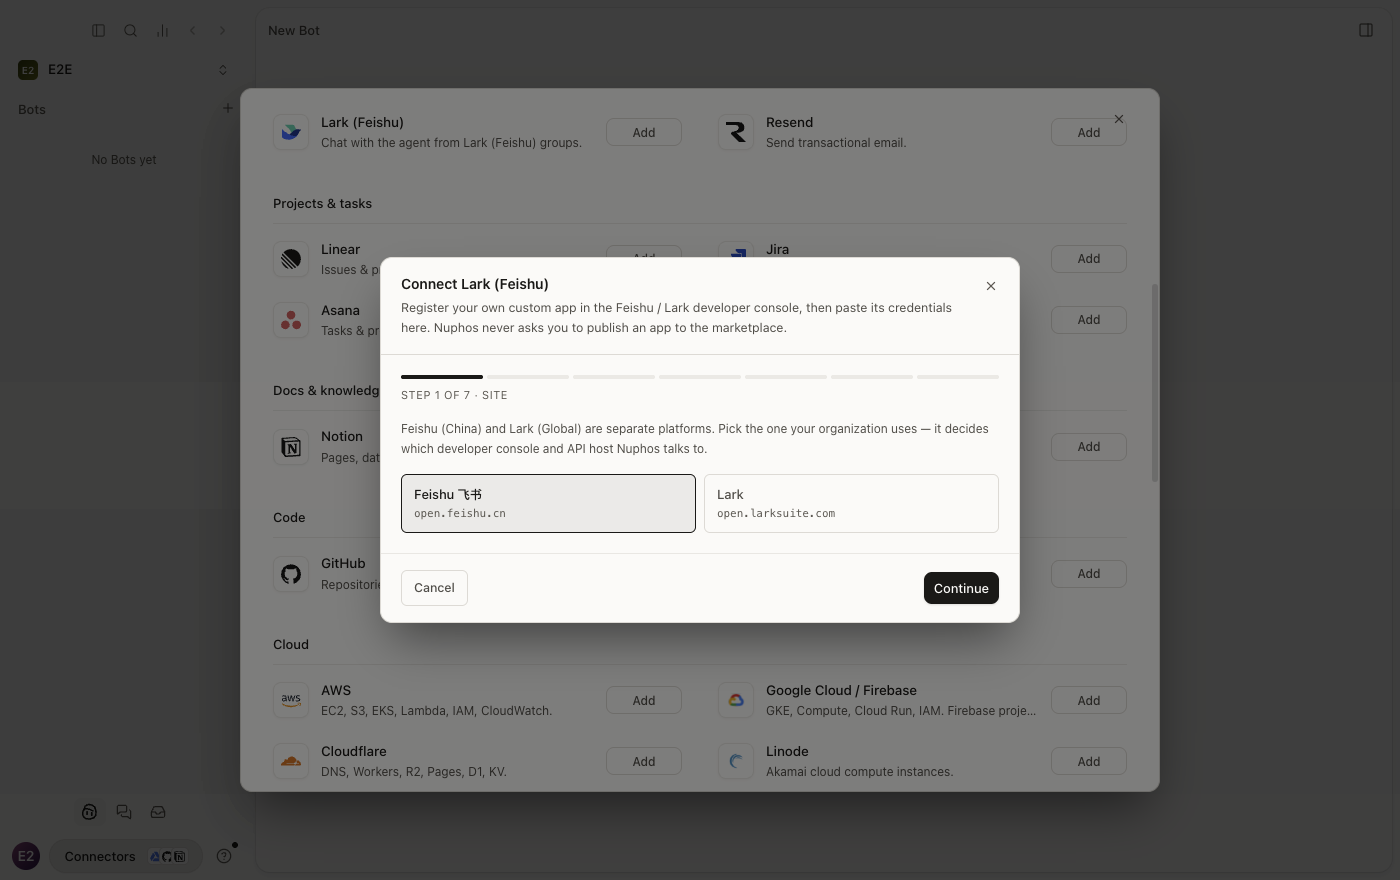 New Bot
E2 E2E
Bots
No Bots yet
Lark (Feishu)
Chat with the agent from Lark (Feishu) groups.
Add
Resend
Send transactional email.
Add
Projects & tasks
Linear
Issues & p
Add
Jira
Add
Asana
Tasks & pr
Add
Docs & knowledg
Notion
Pages, dat
Add
Code
GitHub
Repositorie
Add
Connect Lark (Feishu)
Register your own custom app in the Feishu / Lark developer console, then paste its credentials
here. Nuphos never asks you to publish an app to the marketplace.
STEP 1 OF 7 · SITE
Feishu (China) and Lark (Global) are separate platforms. Pick the one your organization uses — it decides
which developer console and API host Nuphos talks to.
Feishu 飞书
open.feishu.cn
Lark
open.larksuite.com
Cancel
Continue
Cloud
AWS
EC2, S3, EKS, Lambda, IAM, CloudWatch.
Add
aws
Google Cloud / Firebase
GKE, Compute, Cloud Run, IAM. Firebase proje...
Add
Cloudflare
DNS, Workers, R2, Pages, D1, KV.
Add
Linode
Akamai cloud compute instances.
Add
E2
Connectors